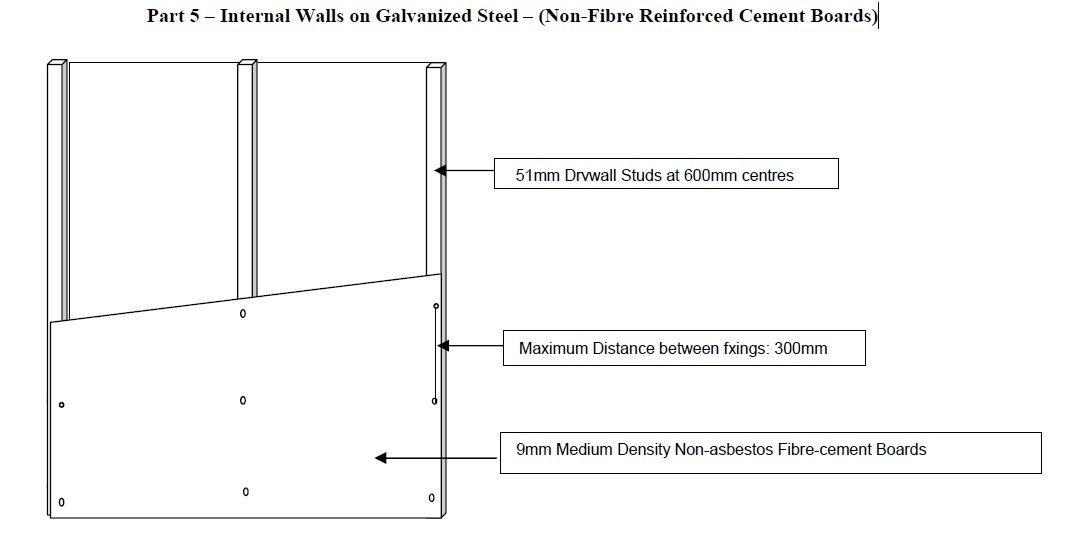 Part 5 – Internal Walls on Galvanized Steel – (Non-Fibre Reinforced Cement Boards)
51mm Drvwall Studs at 600mm centres
Maximum Distance between fxings: 300mm
9mm Medium Density Non-asbestos Fibre-cement Boards